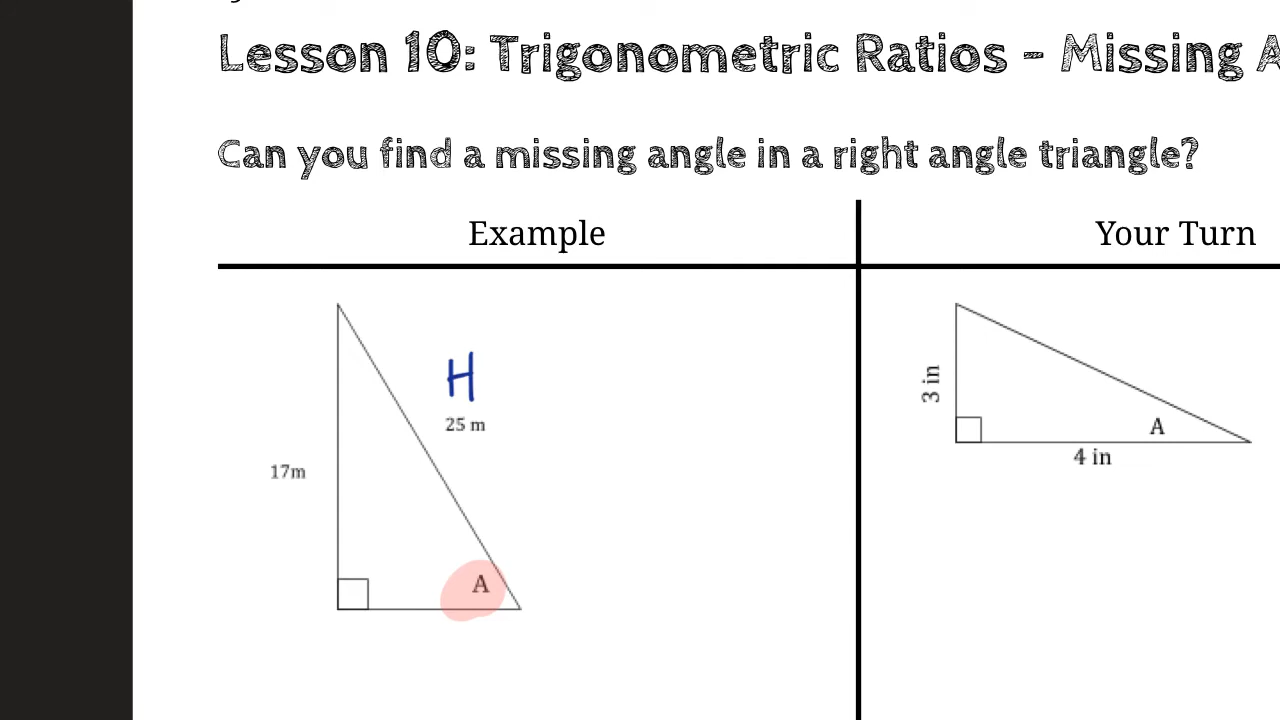 Lesson 10: Trigonometric Ratios - Missing A
Can you find a missing angle in a right angle triangle?
Example
Your Turn
H
25 m
17m
A
3 in
A
4 in